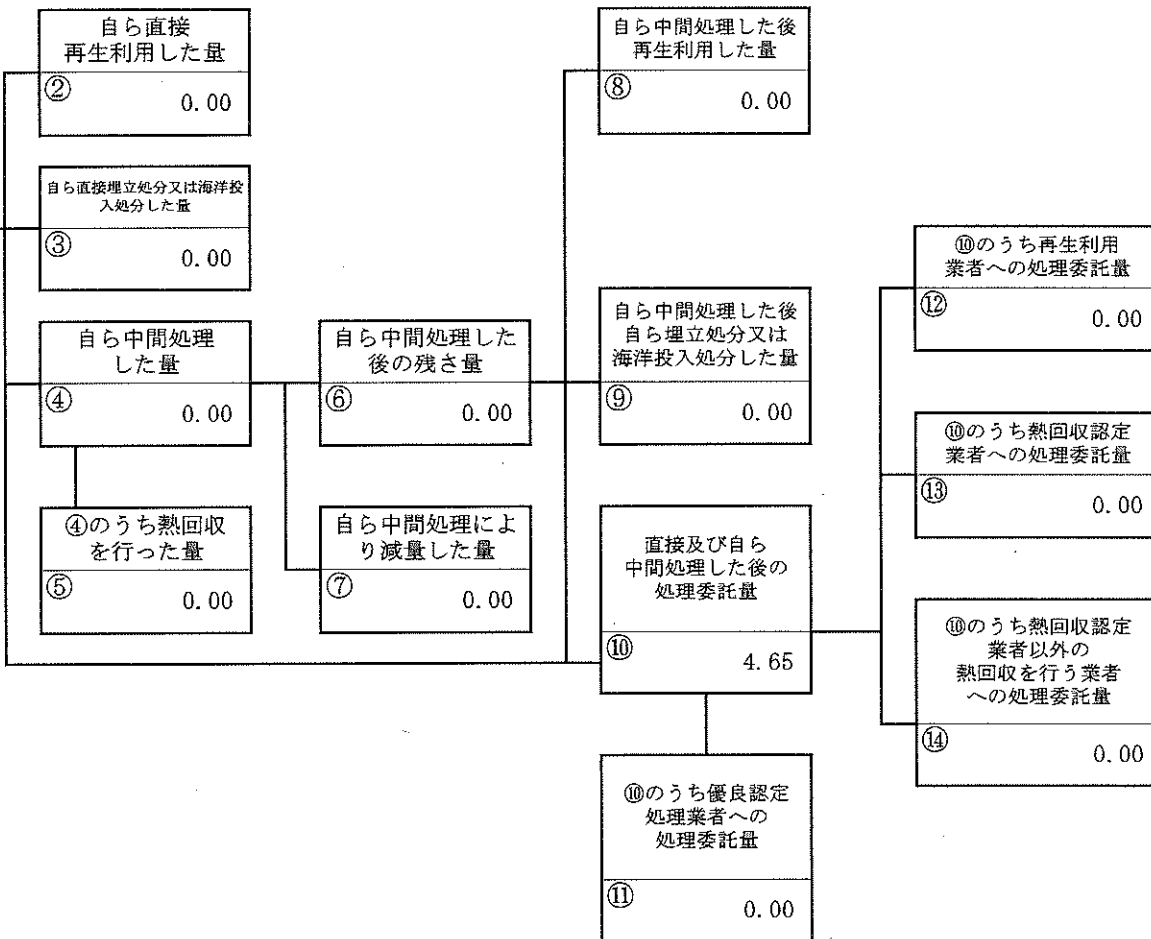 自ら直接
再生利用した量
②
0.00
自ら直接埋立処分又は海洋投
入処分した量
③
0.00
自ら中間処理
した量
④
0.00
④のうち熱回収
を行った量
⑤
0.00
自ら中間処理した
後の残さ量
⑥
0.00
自ら中間処理によ
り減量した量
⑦
0.00
自ら中間処理した後
再生利用した量
⑧
0.00
自ら中間処理した後
自ら埋立処分又は
海洋投入処分した量
⑨
0.00
直接及び自ら
中間処理した後の
処理委託量
⑩
4.65
⑩のうち優良認定
処理業者への
処理委託量
⑪
0.00
⑩のうち再生利用
業者への処理委託量
⑫
0.00
⑩のうち熱回収認定
業者への処理委託量
⑬
0.00
⑩のうち熱回収認定
業者以外の
熱回収を行う業者
への処理委託量
⑭
0.00